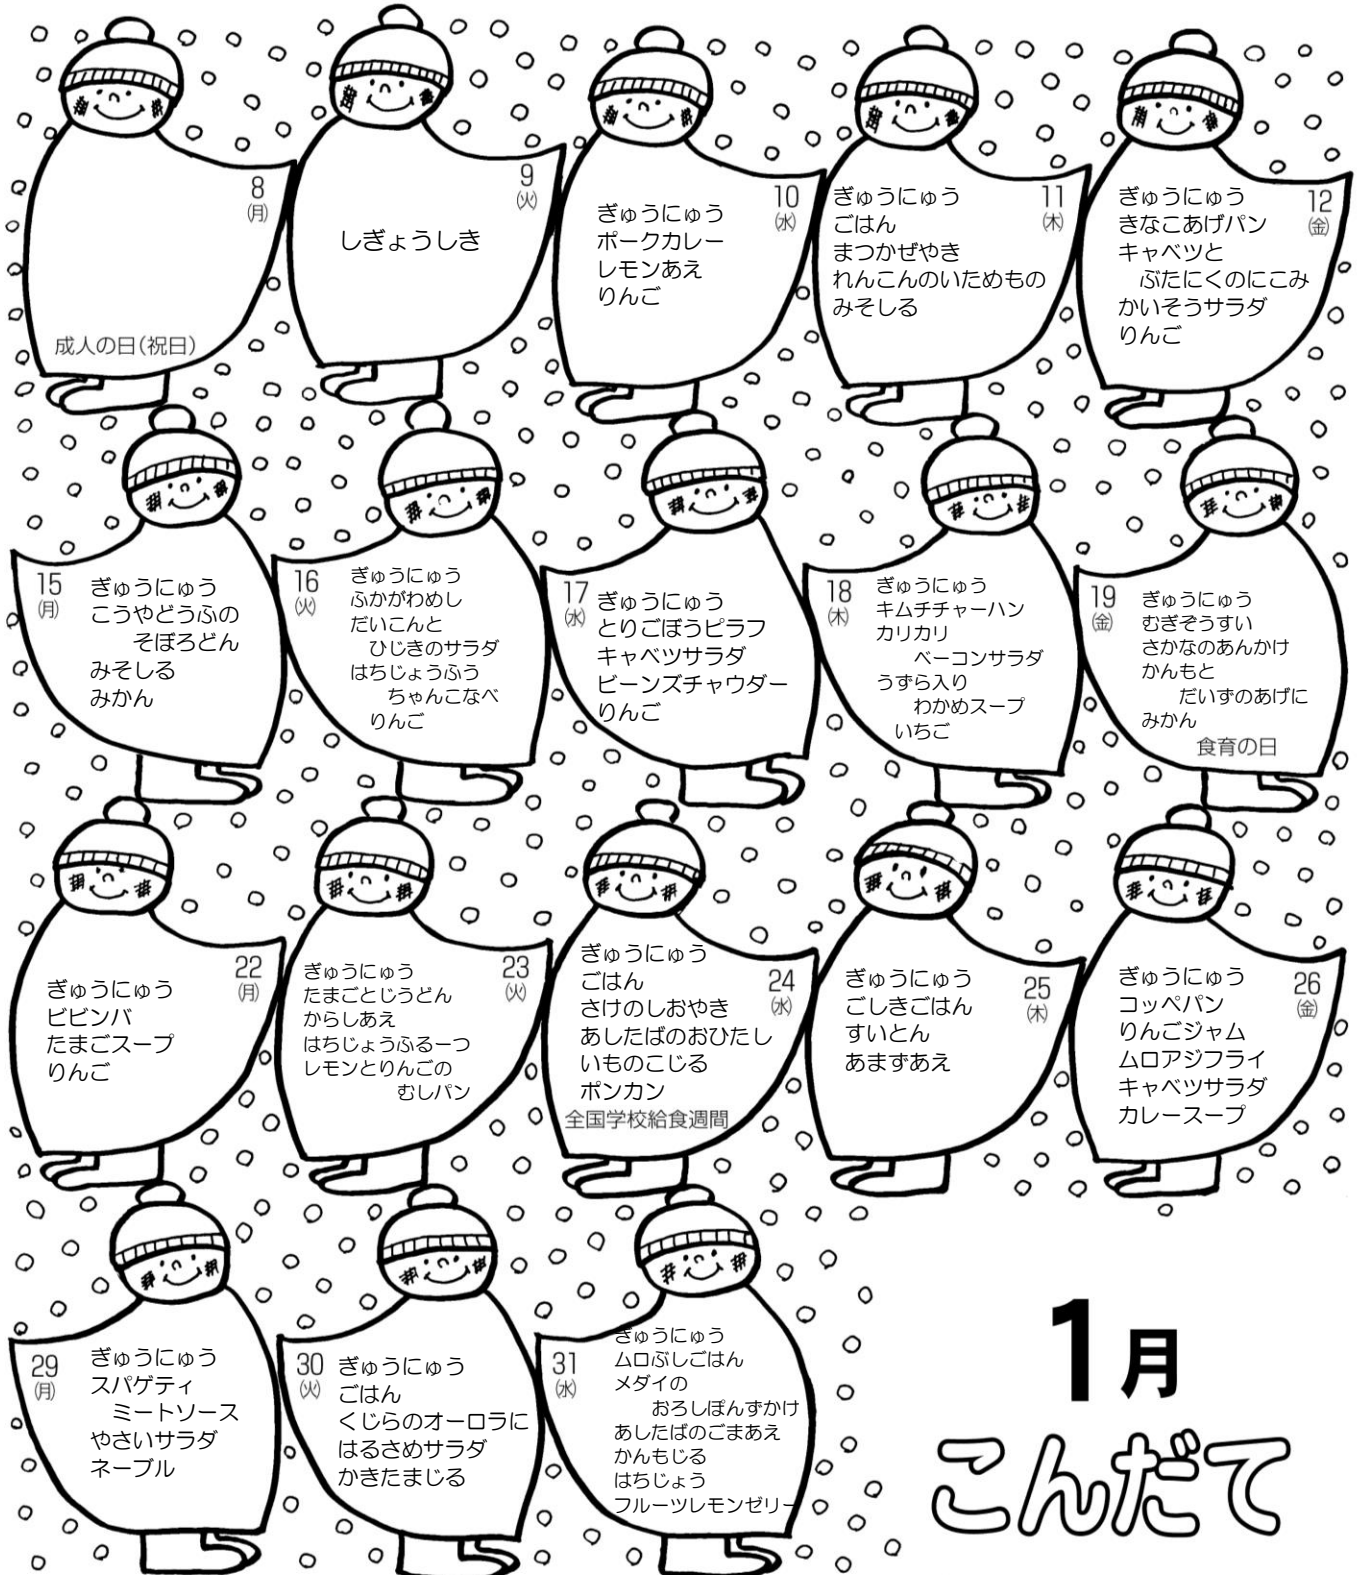 8
(月)
成人の日(祝日)
9
(火)
しぎょうしき
10
(水)
ぎゅうにゅう
ポークカレー
レモンあえ
りんご
11
(木)
ぎゅうにゅう
ごはん
まつかぜやき
れんこんのいためもの
みそしる
12
(金)
ぎゅうにゅう
きなこあげパン
キャベツと
ぶたにくのにこみ
かいそうサラダ
りんご
15
(月)
ぎゅうにゅう
こうやどうふの
そぼろどん
みそしる
みかん
16
(火)
ぎゅうにゅう
ふかがわめし
だいこんと
ひじきのサラダ
はちじょうふう
ちゃんこなべ
りんご
17
(水)
ぎゅうにゅう
とりごぼうピラフ
キャベツサラダ
ビーンズチャウダー
りんご
18
(木)
ぎゅうにゅう
キムチチャーハン
カリカリ
ベーコンサラダ
うずら入り
わかめスープ
いちご
19
(金)
ぎゅうにゅう
むぎぞうすい
さかなのあんかけ
かんもと
だいずのあげに
みかん
食育の日
22
(月)
ぎゅうにゅう
ビビンバ
たまごスープ
りんご
23
(火)
ぎゅうにゅう
たまごとじうどん
からしあえ
はちじょうふるーつ
レモンとりんごの
むしパン
24
(水)
ぎゅうにゅう
ごはん
さけのしおやき
あしたばのおひたし
いものこじる
ポンカン
全国学校給食週間
25
(木)
ぎゅうにゅう
ごしきごはん
すいとん
あまずあえ
26
(金)
ぎゅうにゅう
コッペパン
りんごジャム
ムロアジフライ
キャベツサラダ
カレースープ
29
(月)
ぎゅうにゅう
スパゲティ
ミートソース
やさいサラダ
ネーブル
30
(火)
ぎゅうにゅう
ごはん
くじらのオーロラに
はるさめサラダ
かきたまじる
31
(水)
ぎゅうにゅう
ムロぶしごはん
メダイの
おろしぽんずかけ
あしたばのごまあえ
かんもじる
はちじょう
フルーツレモンゼリー
1月
こんだて